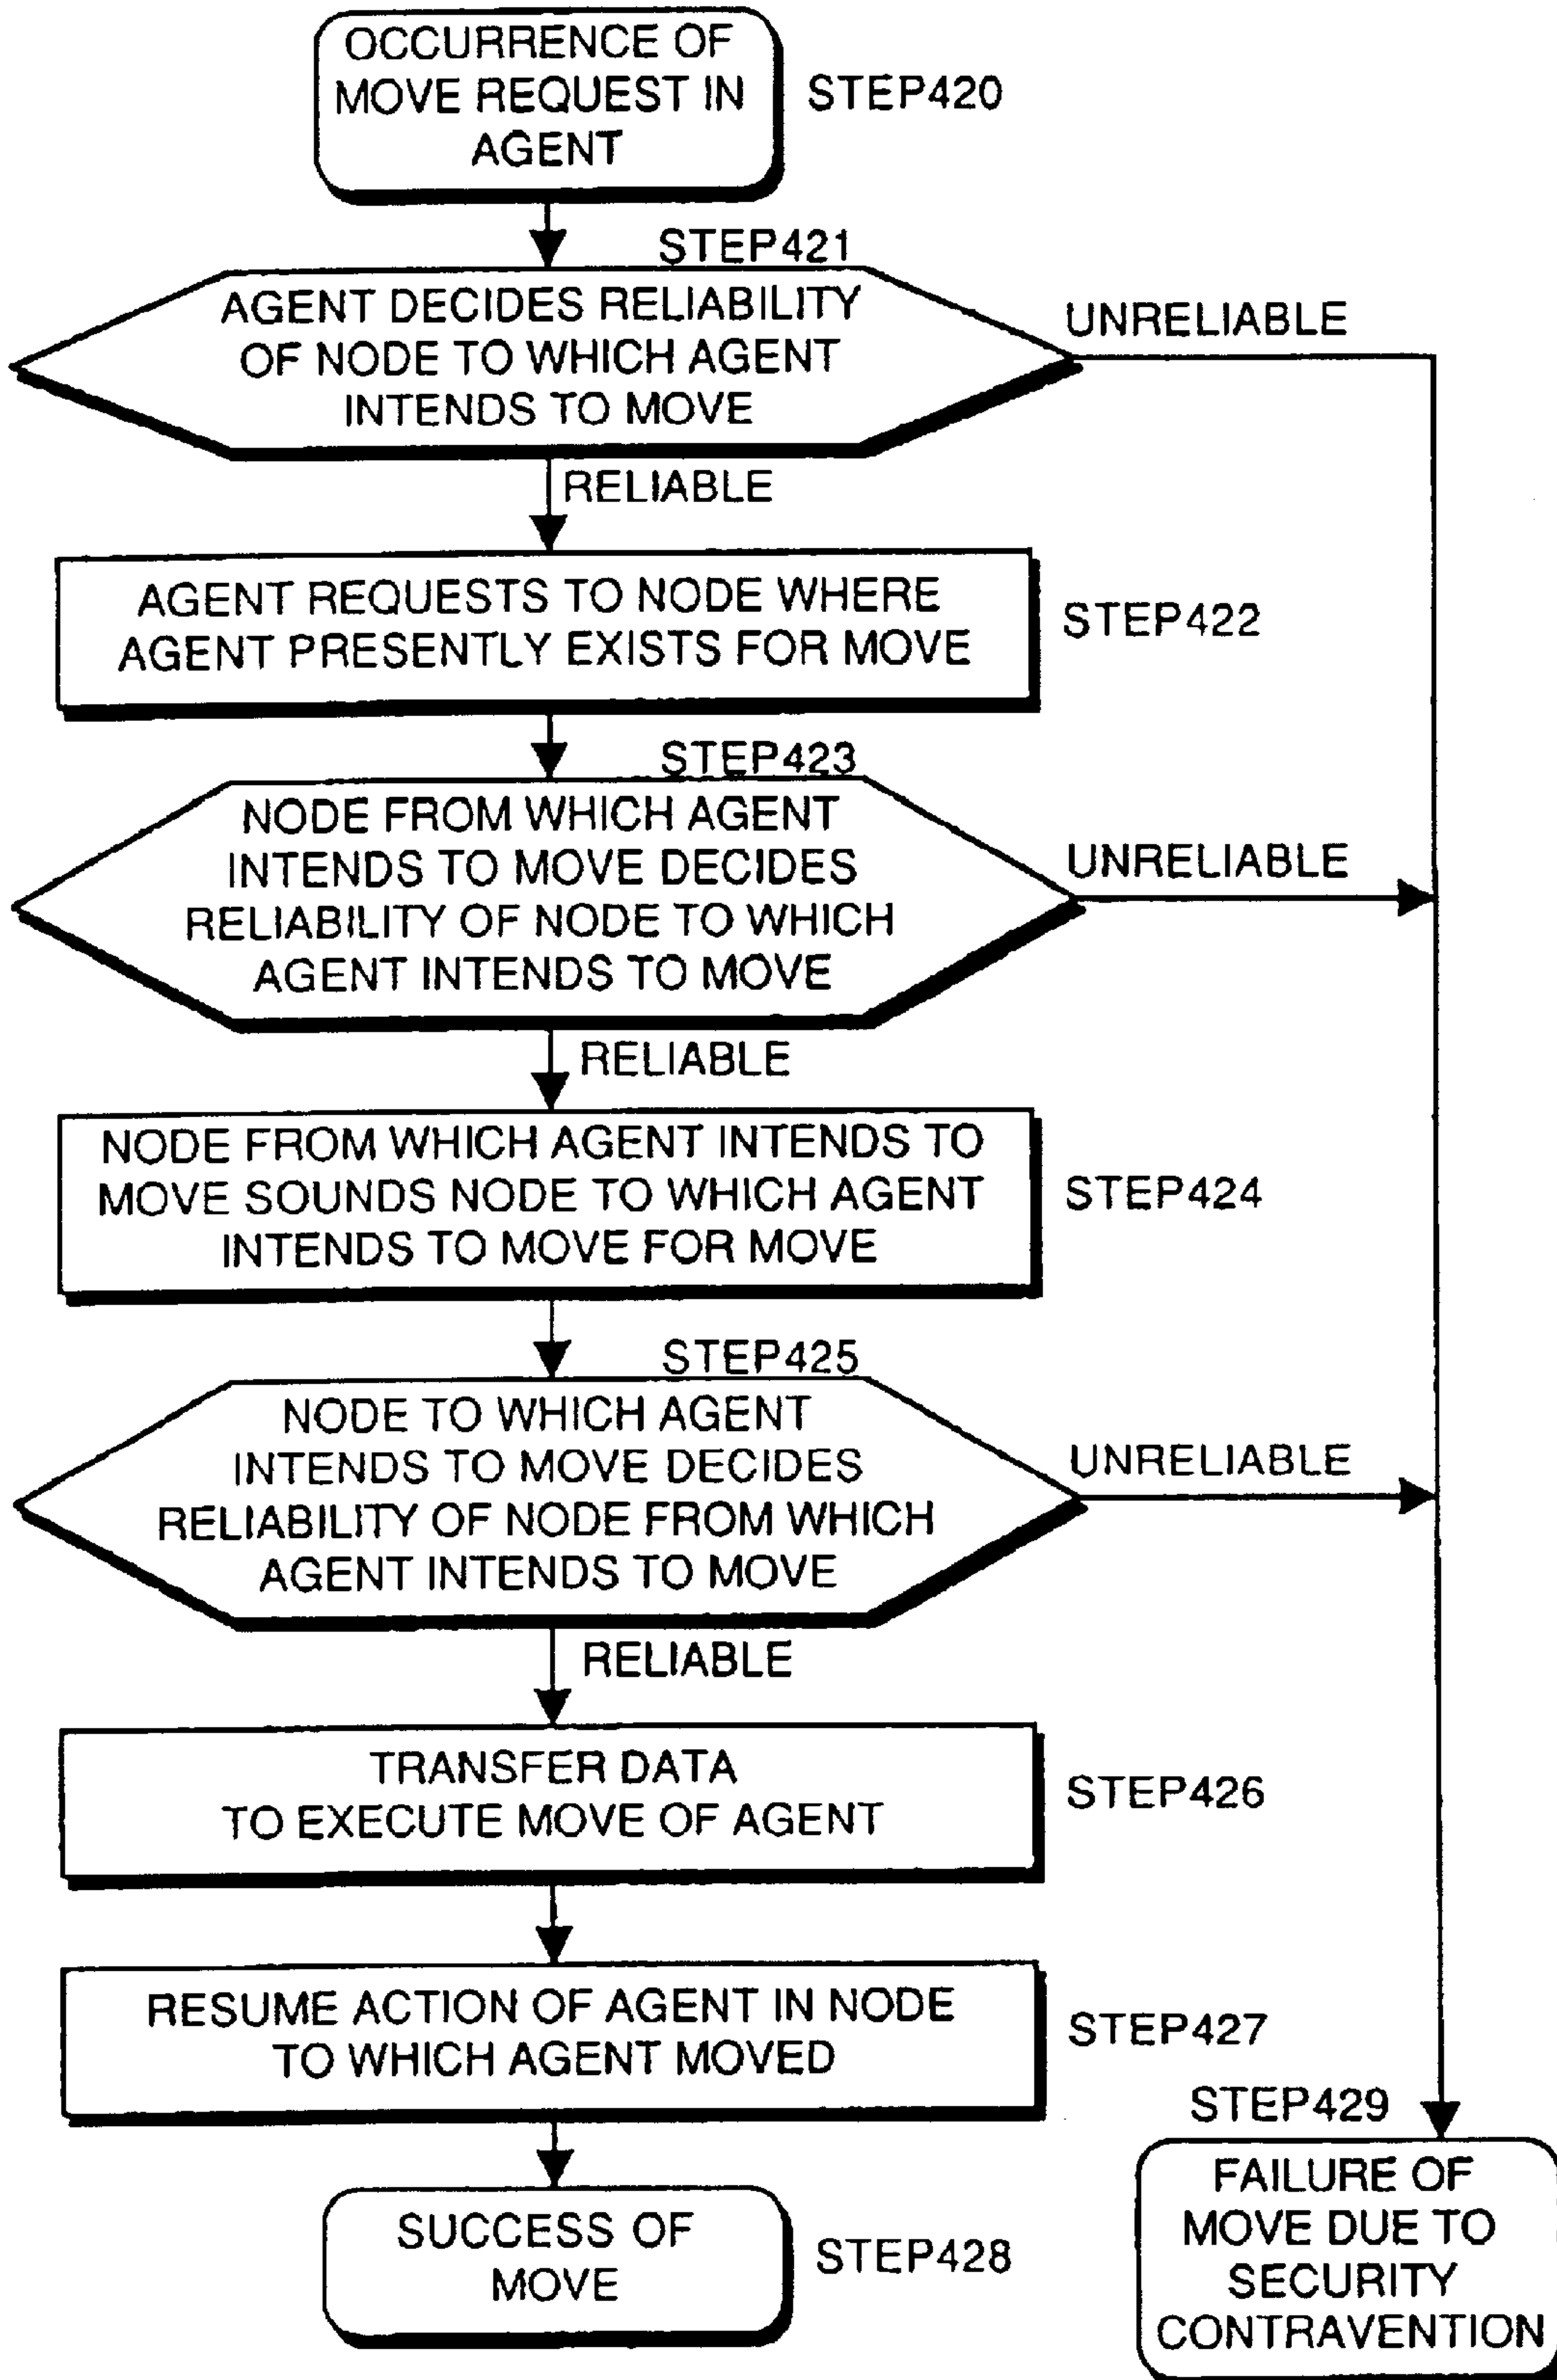 OCCURRENCE OF
MOVE REQUEST IN
AGENT
STEP420
STEP421
AGENT DECIDES RELIABILITY
OF NODE TO WHICH AGENT
INTENDS TO MOVE
UNRELIABLE
RELIABLE
AGENT REQUESTS TO NODE WHERE
AGENT PRESENTLY EXISTS FOR MOVE
STEP422
STEP423
NODE FROM WHICH AGENT
INTENDS TO MOVE DECIDES
RELIABILITY OF NODE TO WHICH
AGENT INTENDS TO MOVE
UNRELIABLE
RELIABLE
NODE FROM WHICH AGENT INTENDS TO
MOVE SOUNDS NODE TO WHICH AGENT
INTENDS TO MOVE FOR MOVE
STEP424
STEP425
NODE TO WHICH AGENT
INTENDS TO MOVE DECIDES
RELIABILITY OF NODE FROM WHICH
AGENT INTENDS TO MOVE
UNRELIABLE
RELIABLE
TRANSFER DATA
TO EXECUTE MOVE OF AGENT
STEP426
RESUME ACTION OF AGENT IN NODE
TO WHICH AGENT MOVED
STEP427
SUCCESS OF
MOVE
STEP428
STEP429
FAILURE OF
MOVE DUE TO
SECURITY
CONTRAVENTION